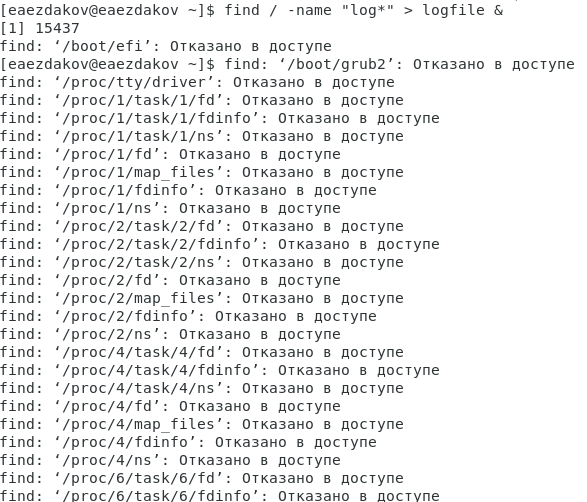 [eaezdakov@eaezdakov ~]$ find / -name "log*" > logfile &
[1] 15437
find: ‘/boot/efi’: Отказано в доступе
[eaezdakov@eaezdakov ~]$ find: ‘/boot/grub2’: Отказано в доступе
find: ‘/proc/tty/driver’: Отказано в доступе
find: ‘/proc/1/task/1/fd’: Отказано в доступе
find: ‘/proc/1/task/1/fdinfo’: Отказано в доступе
find: ‘/proc/1/task/1/ns’: Отказано в доступе
find: ‘/proc/1/fd’: Отказано в доступе
find: ‘/proc/1/map_files’: Отказано в доступе
find: ‘/proc/1/fdinfo’: Отказано в доступе
find: ‘/proc/1/ns’: Отказано в доступе
find: ‘/proc/2/task/2/fd’: Отказано в доступе
find: ‘/proc/2/task/2/fdinfo’: Отказано в доступе
find: ‘/proc/2/task/2/ns’: Отказано в доступе
find: ‘/proc/2/fd’: Отказано в доступе
find: ‘/proc/2/map_files’: Отказано в доступе
find: ‘/proc/2/fdinfo’: Отказано в доступе
find: ‘/proc/2/ns’: Отказано в доступе
find: ‘/proc/4/task/4/fd’: Отказано в доступе
find: ‘/proc/4/task/4/fdinfo’: Отказано в доступе
find: ‘/proc/4/task/4/ns’: Отказано в доступе
find: ‘/proc/4/fd’: Отказано в доступе
find: ‘/proc/4/map_files’: Отказано в доступе
find: ‘/proc/4/fdinfo’: Отказано в доступе
find: ‘/proc/4/ns’: Отказано в доступе
find: ‘/proc/6/task/6/fd’: Отказано в доступе
find: ‘/proc/6/task/6/fdinfo’: Отказано в доступе